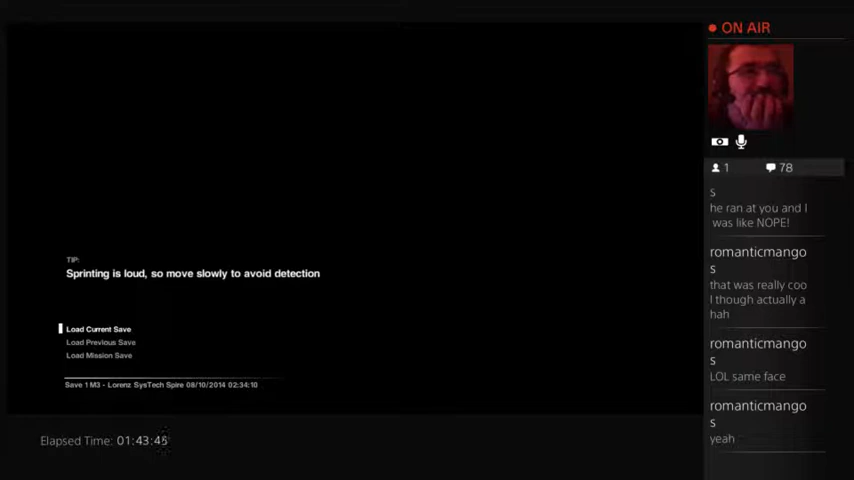 ON AIR
1 78
s
he ran at you and I
was like NOPE!
romanticmango
s
that was really coo
l though actually a
hah
romanticmango
s
LOL same face
romanticmango
s
yeah
TIP:
Sprinting is loud, so move slowly to avoid detection
Load Current Save
Load Previous Save
Load Mission Save
Save 1 M3 - Lorenz SysTech Spire 08/10/2014 02:34:10
Elapsed Time: 01:43:45